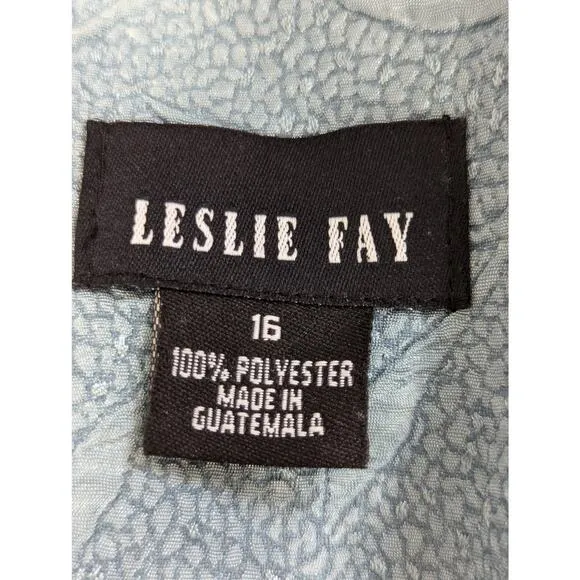 LESLIE FAY
16
100% POLYESTER
MADE IN
GUATEMALA